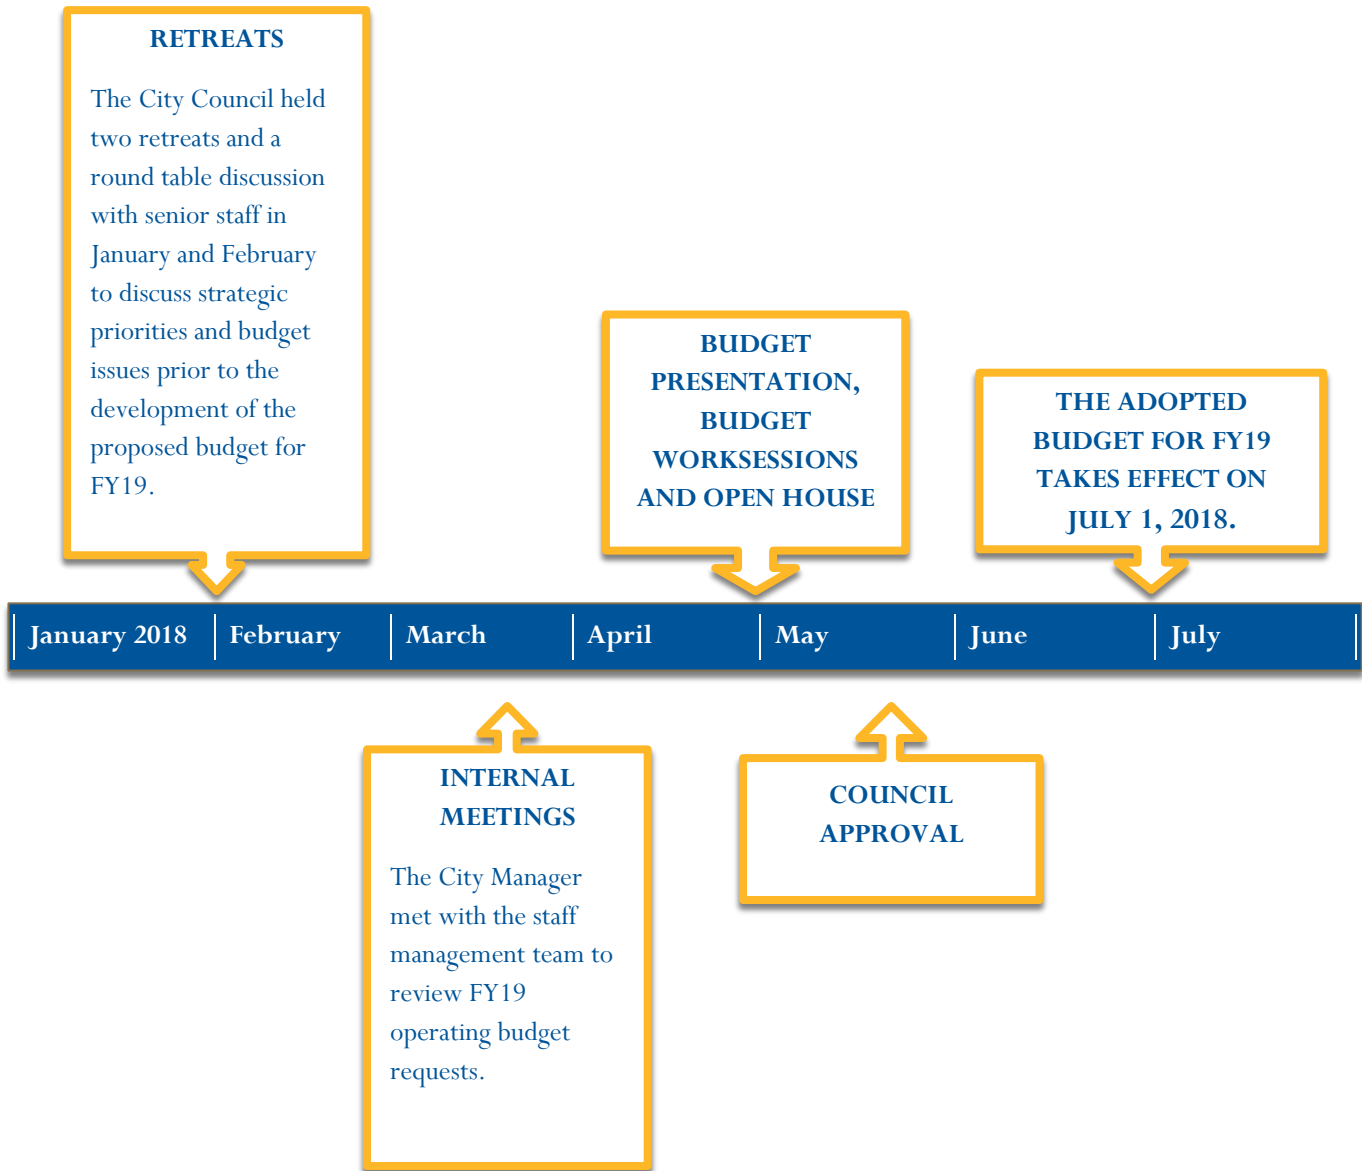 RETREATS
The City Council held
two retreats and a
round table discussion
with senior staff in
January and February
to discuss strategic
priorities and budget
issues prior to the
development of the
proposed budget for
FY19.
BUDGET
PRESENTATION,
BUDGET
WORKSESSIONS
AND OPEN HOUSE
THE ADOPTED
BUDGET FOR FY19
TAKES EFFECT ON
JULY 1, 2018.
January 2018 February March April May June July
INTERNAL
MEETINGS
The City Manager
met with the staff
management team to
review FY19
operating budget
requests.
COUNCIL
APPROVAL